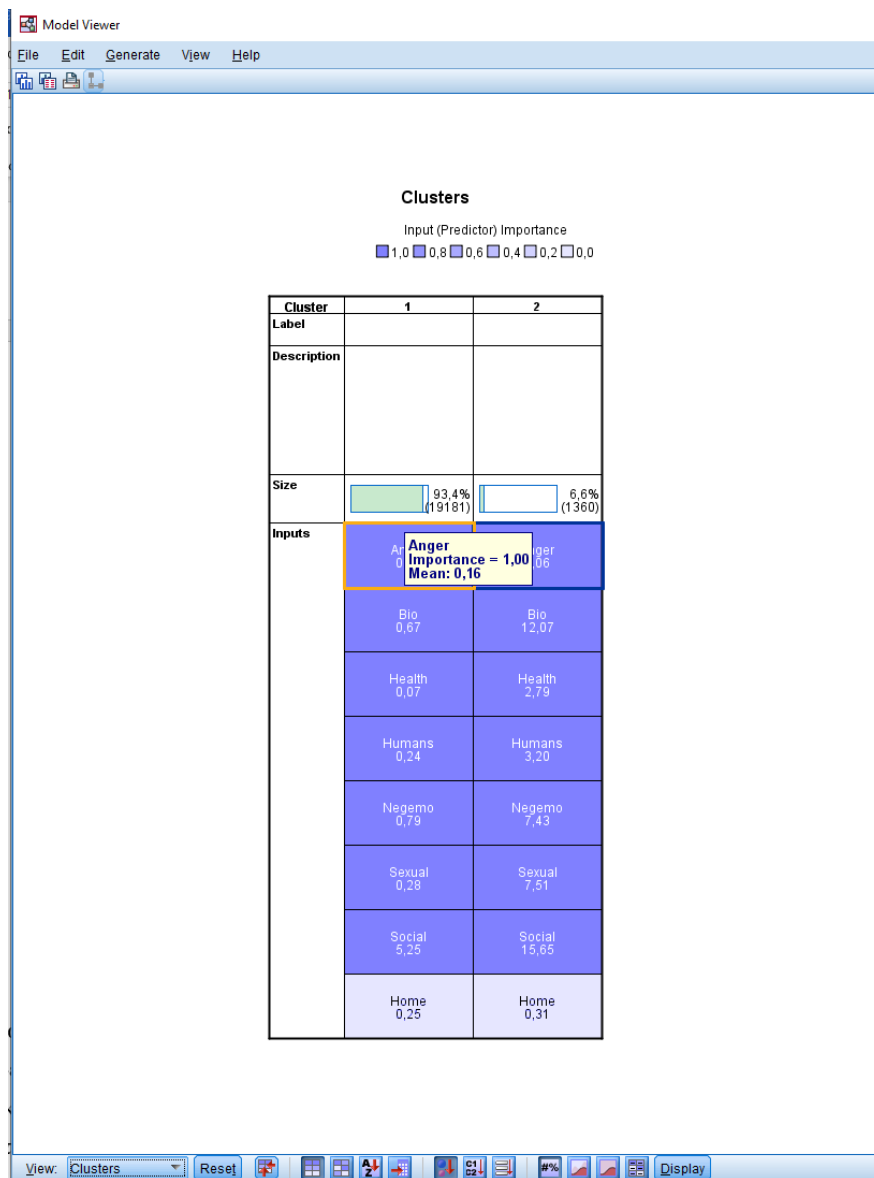 Model Viewer
File Edit Generate View Help
Clusters
Input (Predictor) Importance
1,0 0,8 0,6 0,4 0,2 0,0
Cluster 1 2
Label
Description
Size 93,4% (19181) 6,6% (1360)
Inputs
Anger
Importance = 1,00
Mean: 0,16
Bio 0,67 Bio 12,07
Health 0,07 Health 2,79
Humans 0,24 Humans 3,20
Negemo 0,79 Negemo 7,43
Sexual 0,28 Sexual 7,51
Social 5,25 Social 15,65
Home 0,25 Home 0,31
View: Clusters Reset #% Display